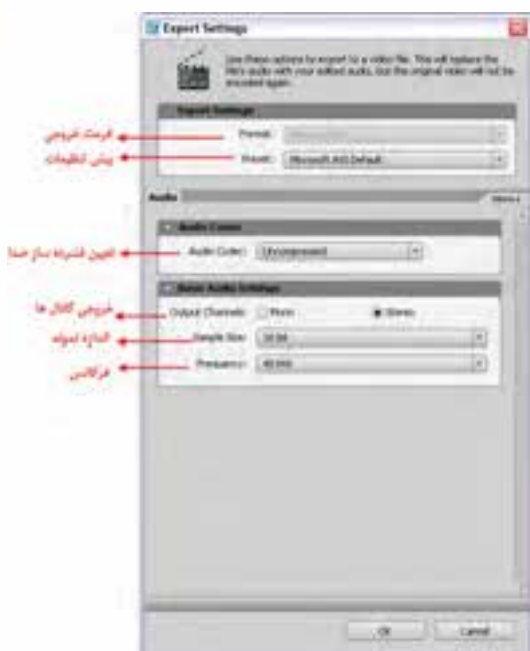 Export Settings
Use these options to export to a video file. This will replace the
file's audio with your edited audio, but the original video will not be
encoded again.
Export Settings
فرمت خروجی
Format:
پیش تنظیمات
Preset: Microsoft AVI Default
Audio
Audio Codec
تعیین فشرده ساز صدا
Audio Codec: Uncompressed
Basic Audio Settings
خروجی کانال ها
Output Channels: Mono Stereo
اندازه نمونه
Sample Size: 16 bit
فرکانس
Frequency:
OK Cancel